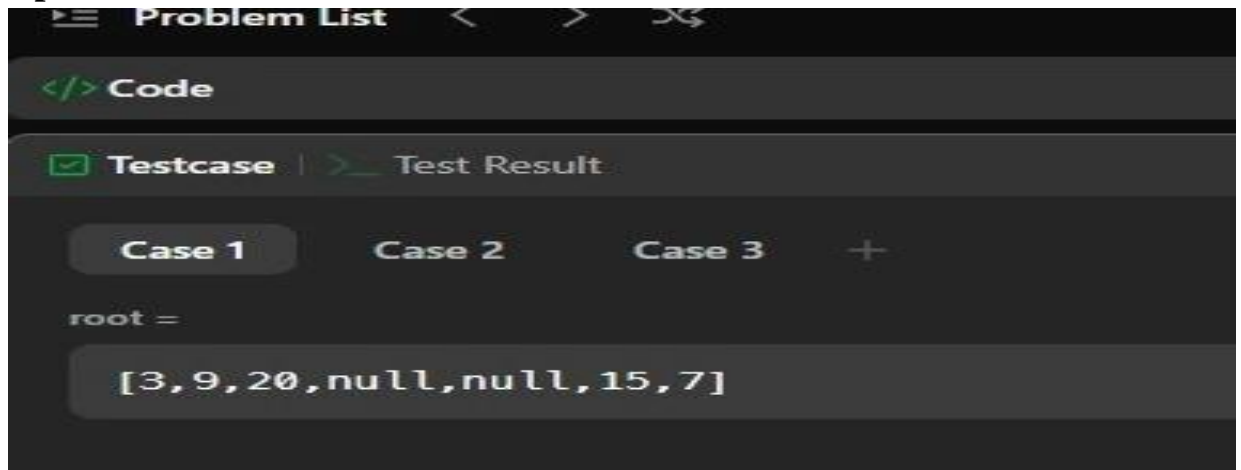 Problem List < >
</> Code
Testcase | >_ Test Result
Case 1 Case 2 Case 3 +
root =
[3,9,20,null,null,15,7]